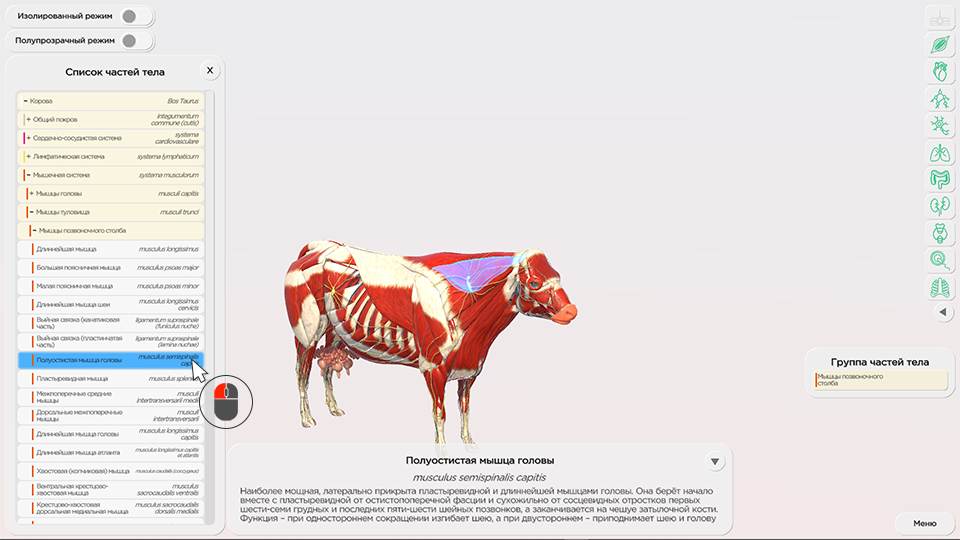 Изолированный режим
Полупрозрачный режим
Список частей тела
X
- Корова Bos Taurus
+ Общий покров integumentum
commune (cutis)
+ Сердечно-сосудистая система systema
cardiovasculare
+ Лимфатическая система systema lymphaticum
- Мышечная система systema musculorum
+ Мышцы головы musculi capitis
- Мышцы туловища musculi trunci
- Мышцы позвоночного столба
Длиннейшая мышца musculus longissimus
Большая поясничная мышца musculus psoas major
Малая поясничная мышца musculus psoas minor
Длиннейшая мышца шеи musculus longissimus
cervicis
Выйная связка (канатиковая ligamentum supraspinale
часть) (funiculus nuchae)
Выйная связка (пластинчатая ligamentum supraspinale
часть) (lamina nuchae)
Полуостистая мышца головы musculus semispinalis
Пластыревидная мышца musculus
Межпоперечные средние musculi
мышцы intertransversarii
Дорсальные межпоперечные musculi
мышцы intertransversarii
Длиннейшая мышца головы musculus longissimus
capitis
Длиннейшая мышца атланта musculus longissimus capitis
et atlantis
Хвостовая (копчиковая) мышца musculus caudalis (coccygeus)
Вентральная крестцово- musculus
хвостовая мышца sacrocaudalis ventralis
Крестцово-хвостовая musculus sacrocaudalis
дорсальная медиальная мышца dorsalis medialis
Группа частей тела
Мышцы позвоночного
столба
Полуостистая мышца головы
musculus semispinalis capitis
Наиболее мощная, латерально прикрыта пластыревидной и длиннейшей мышцами головы. Она берёт начало
вместе с пластыревидной от остистопоперечной фасции и сухожильно от сосцевидных отростков первых
шести-семи грудных и последних пяти-шести шейных позвонков, а заканчивается на чешуе затылочной кости.
Функция – при одностороннем сокращении изгибает шею, а при двустороннем – приподнимает шею и голову
Меню